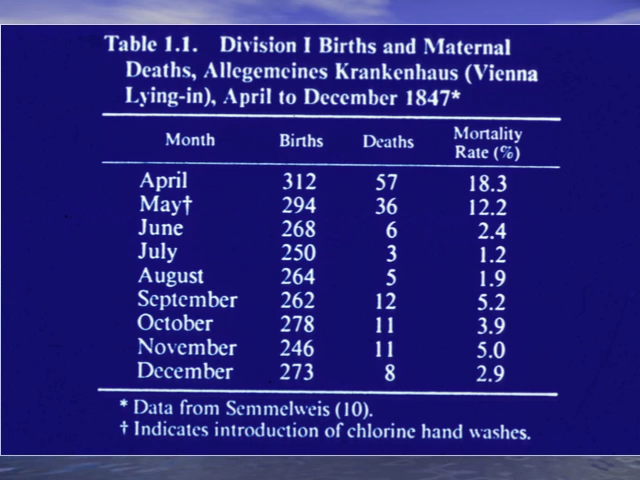 Table 1.1. Division I Births and Maternal
Deaths, Allegemeines Krankenhaus (Vienna
Lying-in), April to December 1847*
Month Births Deaths Mortality Rate (%)
April 312 57 18.3
May† 294 36 12.2
June 268 6 2.4
July 250 3 1.2
August 264 5 1.9
September 262 12 5.2
October 278 11 3.9
November 246 11 5.0
December 273 8 2.9
* Data from Semmelweis (10).
† Indicates introduction of chlorine hand washes.